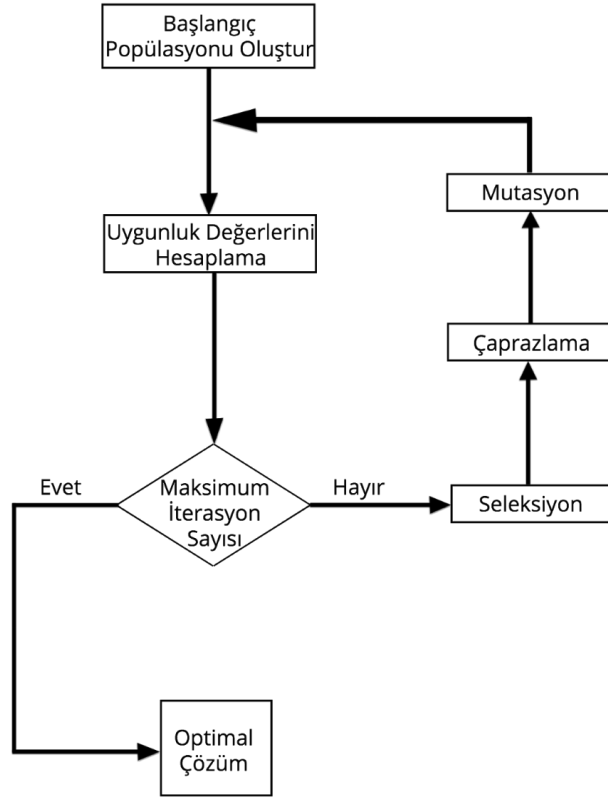 Başlangıç
Popülasyonu Oluştur
Mutasyon
Uygunluk Değerlerini
Hesaplama
Çaprazlama
Evet
Maksimum
İterasyon
Sayısı
Hayır
Seleksiyon
Optimal
Çözüm